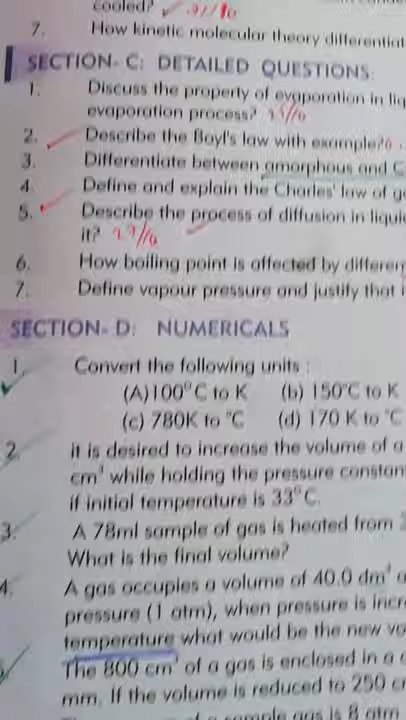 cooled?
7. How kinetic molecular theory differentiat
SECTION- C: DETAILED QUESTIONS
1. Discuss the property of evaporation in liq
evaporation process?
2. Describe the Boyl's law with example?
3. Differentiate between amorphous and C
4. Define and explain the Charles' law of g
5. Describe the process of diffusion in liquid
it?
6. How boiling point is affected by differen
7. Define vapour pressure and justify that i
SECTION- D: NUMERICALS
1. Convert the following units :
(A)100°C to K (b) 150°C to K
(c) 780K to °C (d) 170 K to °C
2. it is desired to increase the volume of a
cm³ while holding the pressure constan
if initial temperature is 33°C.
3. A 78ml sample of gas is heated from
What is the final volume?
4. A gas occupies a volume of 40.0 dm³ a
pressure (1 atm), when pressure is incre
temperature what would be the new vo
The 800 cm³ of a gas is enclosed in a c
mm. If the volume is reduced to 250 c
sample gas is 8 atm